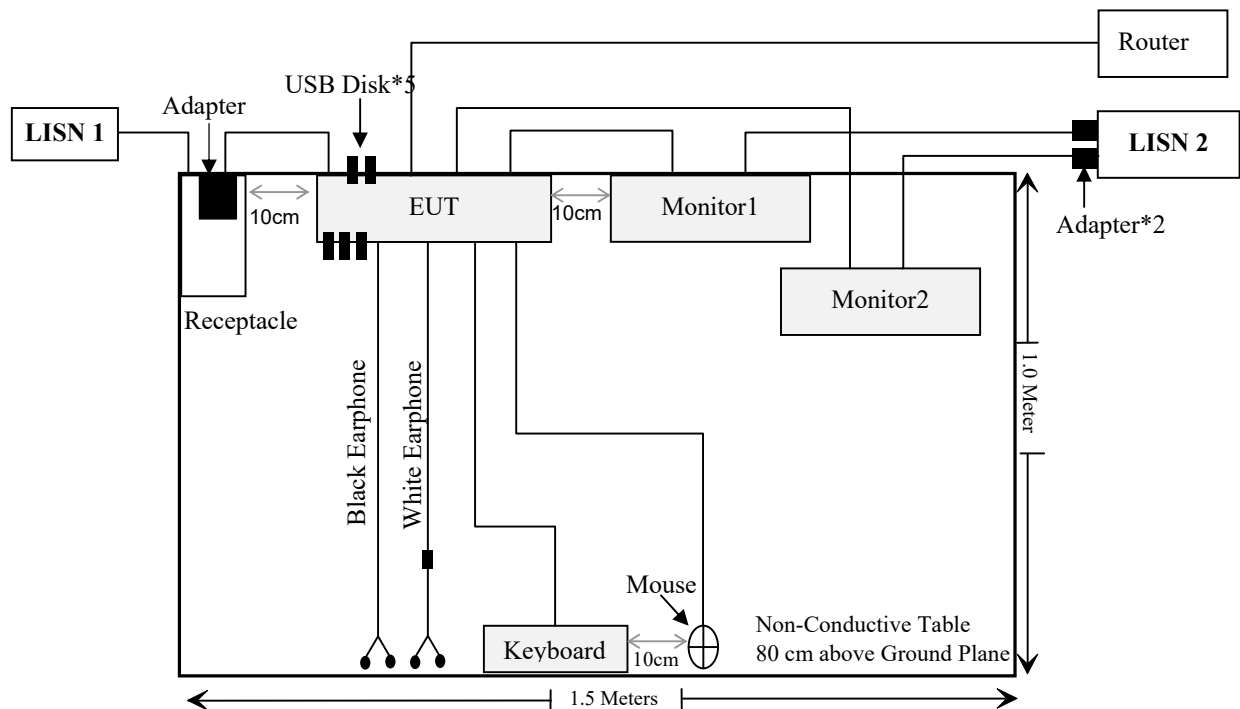 Router
USB Disk*5
Adapter
LISN 1
LISN 2
EUT
Monitor1
10cm
10cm
Adapter*2
Monitor2
Receptacle
Black Earphone
White Earphone
1.0 Meter
Mouse
Keyboard
10cm
Non-Conductive Table
80 cm above Ground Plane
1.5 Meters